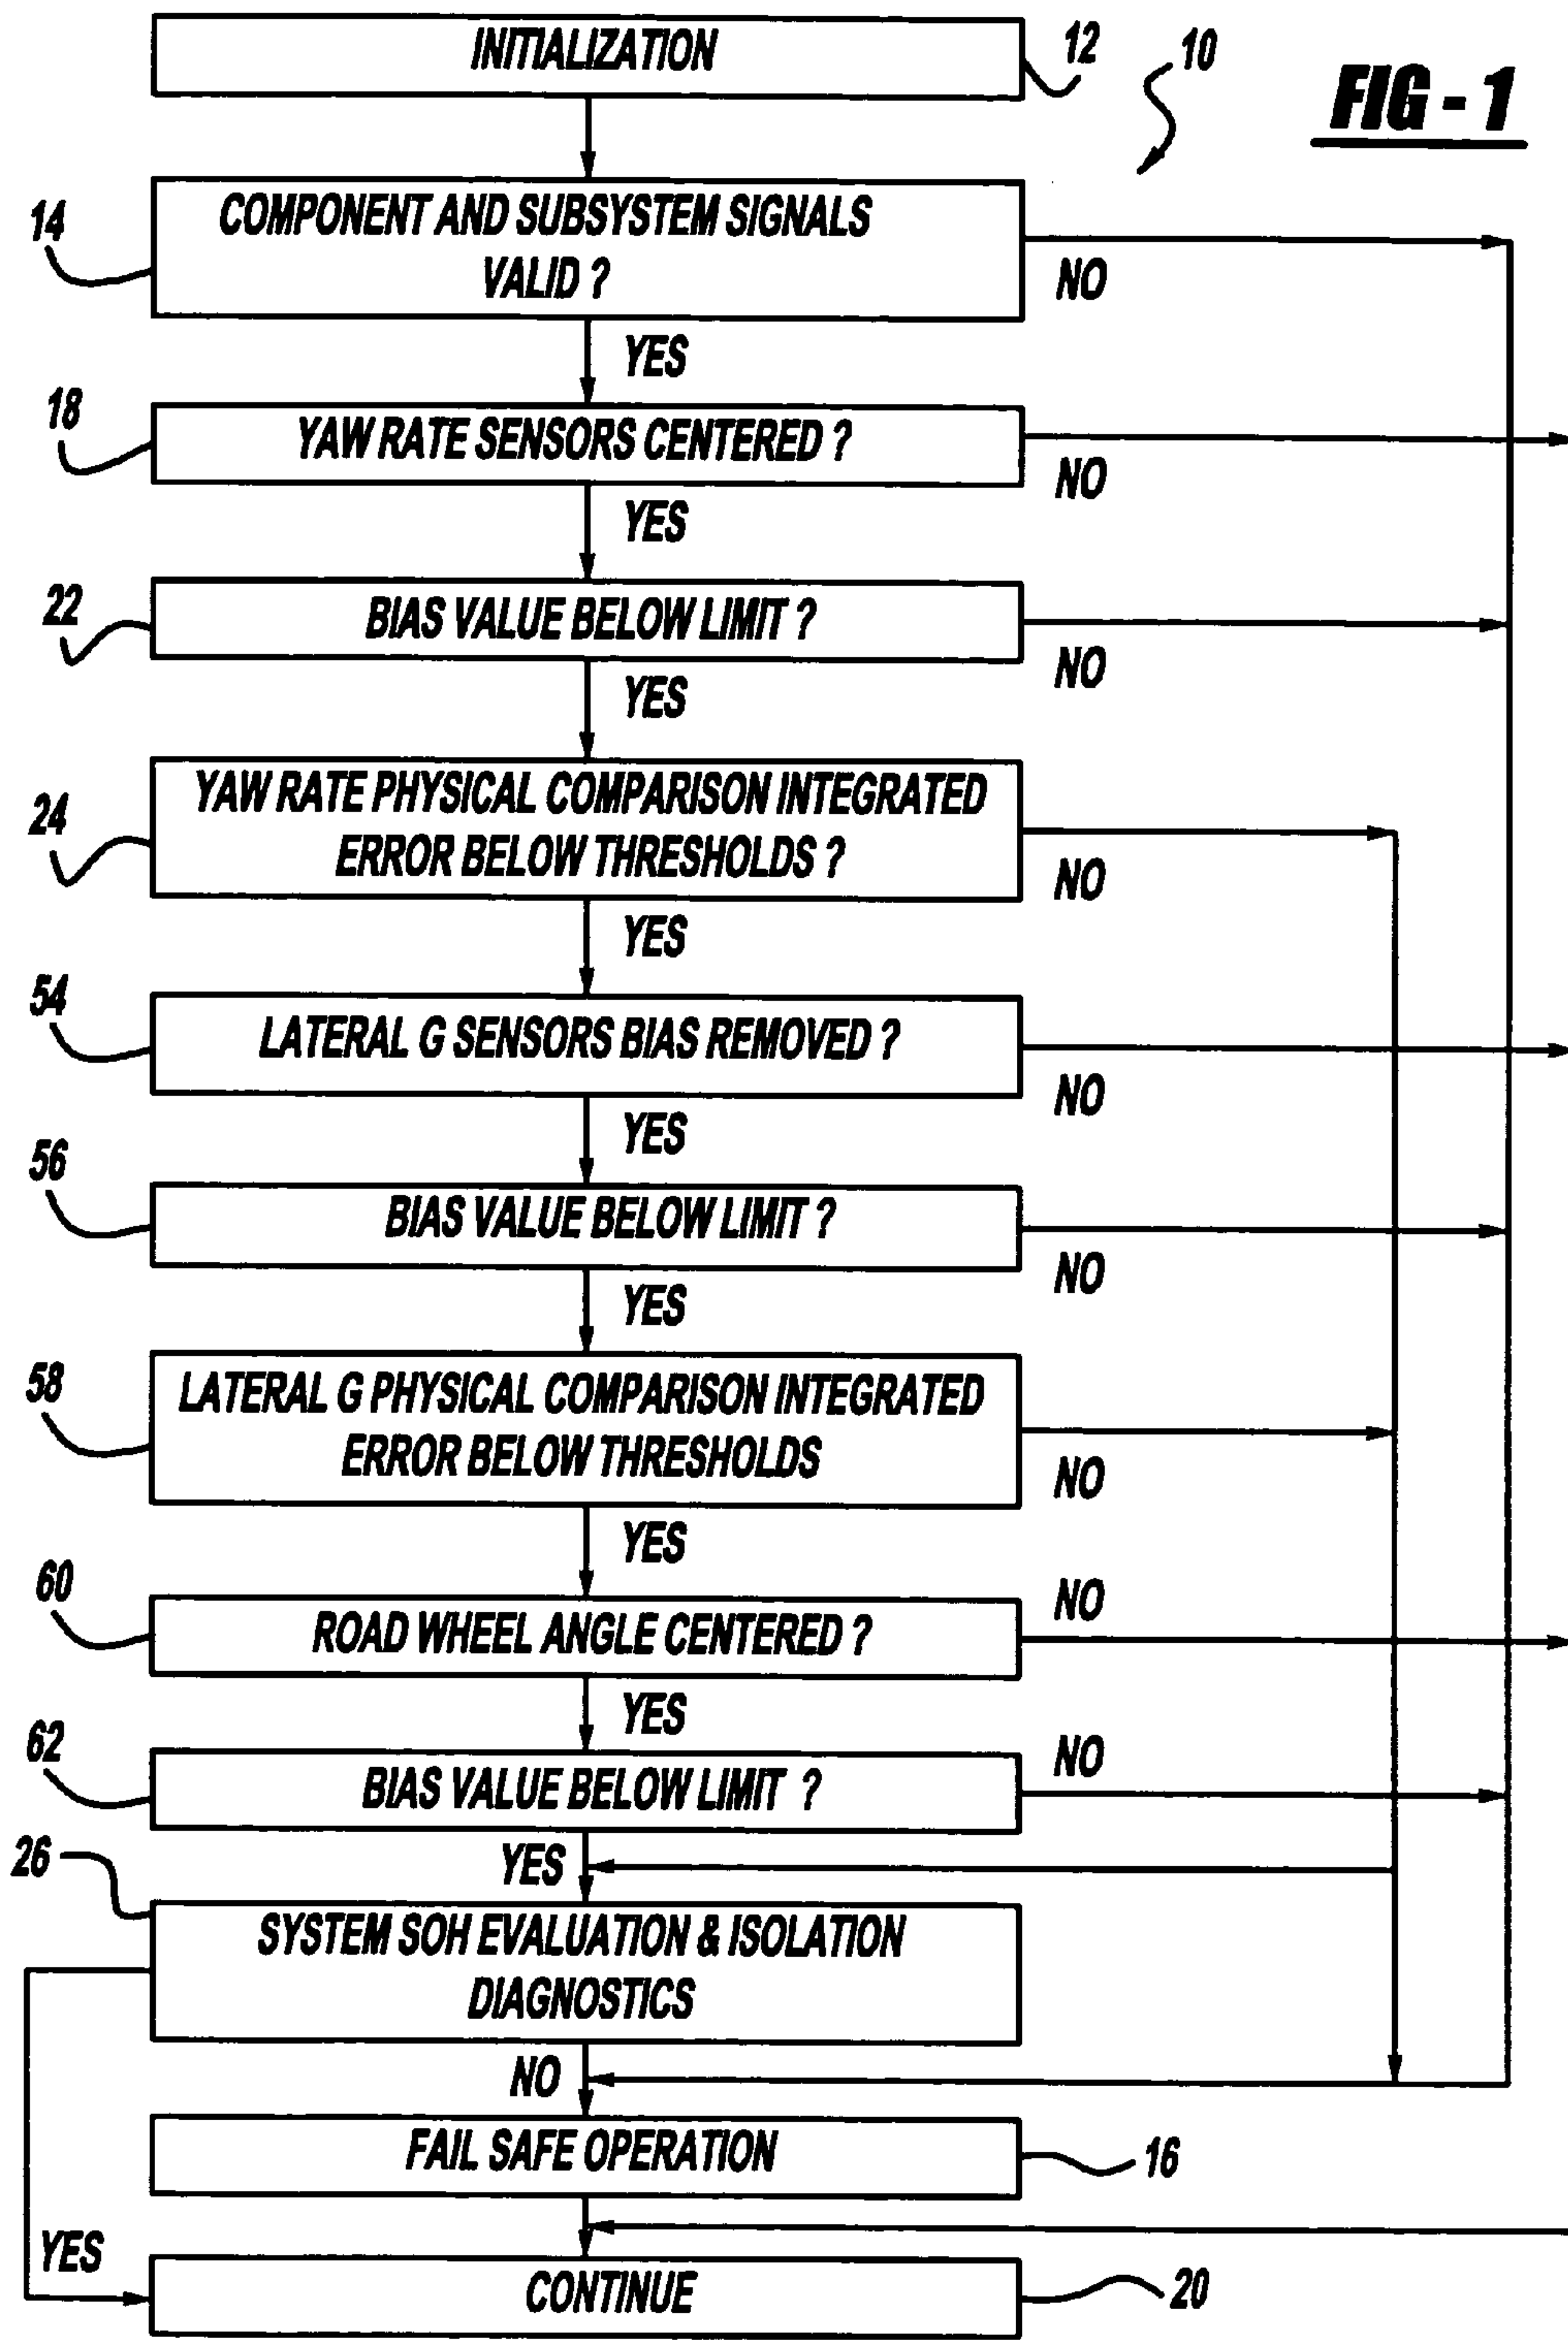 INITIALIZATION
12
10
FIG - 1
14
COMPONENT AND SUBSYSTEM SIGNALS
VALID ?
NO
YES
18
YAW RATE SENSORS CENTERED ?
NO
YES
22
BIAS VALUE BELOW LIMIT ?
NO
YES
24
YAW RATE PHYSICAL COMPARISON INTEGRATED
ERROR BELOW THRESHOLDS ?
NO
YES
54
LATERAL G SENSORS BIAS REMOVED ?
NO
YES
56
BIAS VALUE BELOW LIMIT ?
NO
YES
58
LATERAL G PHYSICAL COMPARISON INTEGRATED
ERROR BELOW THRESHOLDS
NO
YES
60
ROAD WHEEL ANGLE CENTERED ?
NO
YES
62
BIAS VALUE BELOW LIMIT ?
NO
YES
26
SYSTEM SOH EVALUATION & ISOLATION
DIAGNOSTICS
NO
FAIL SAFE OPERATION
16
YES
CONTINUE
20